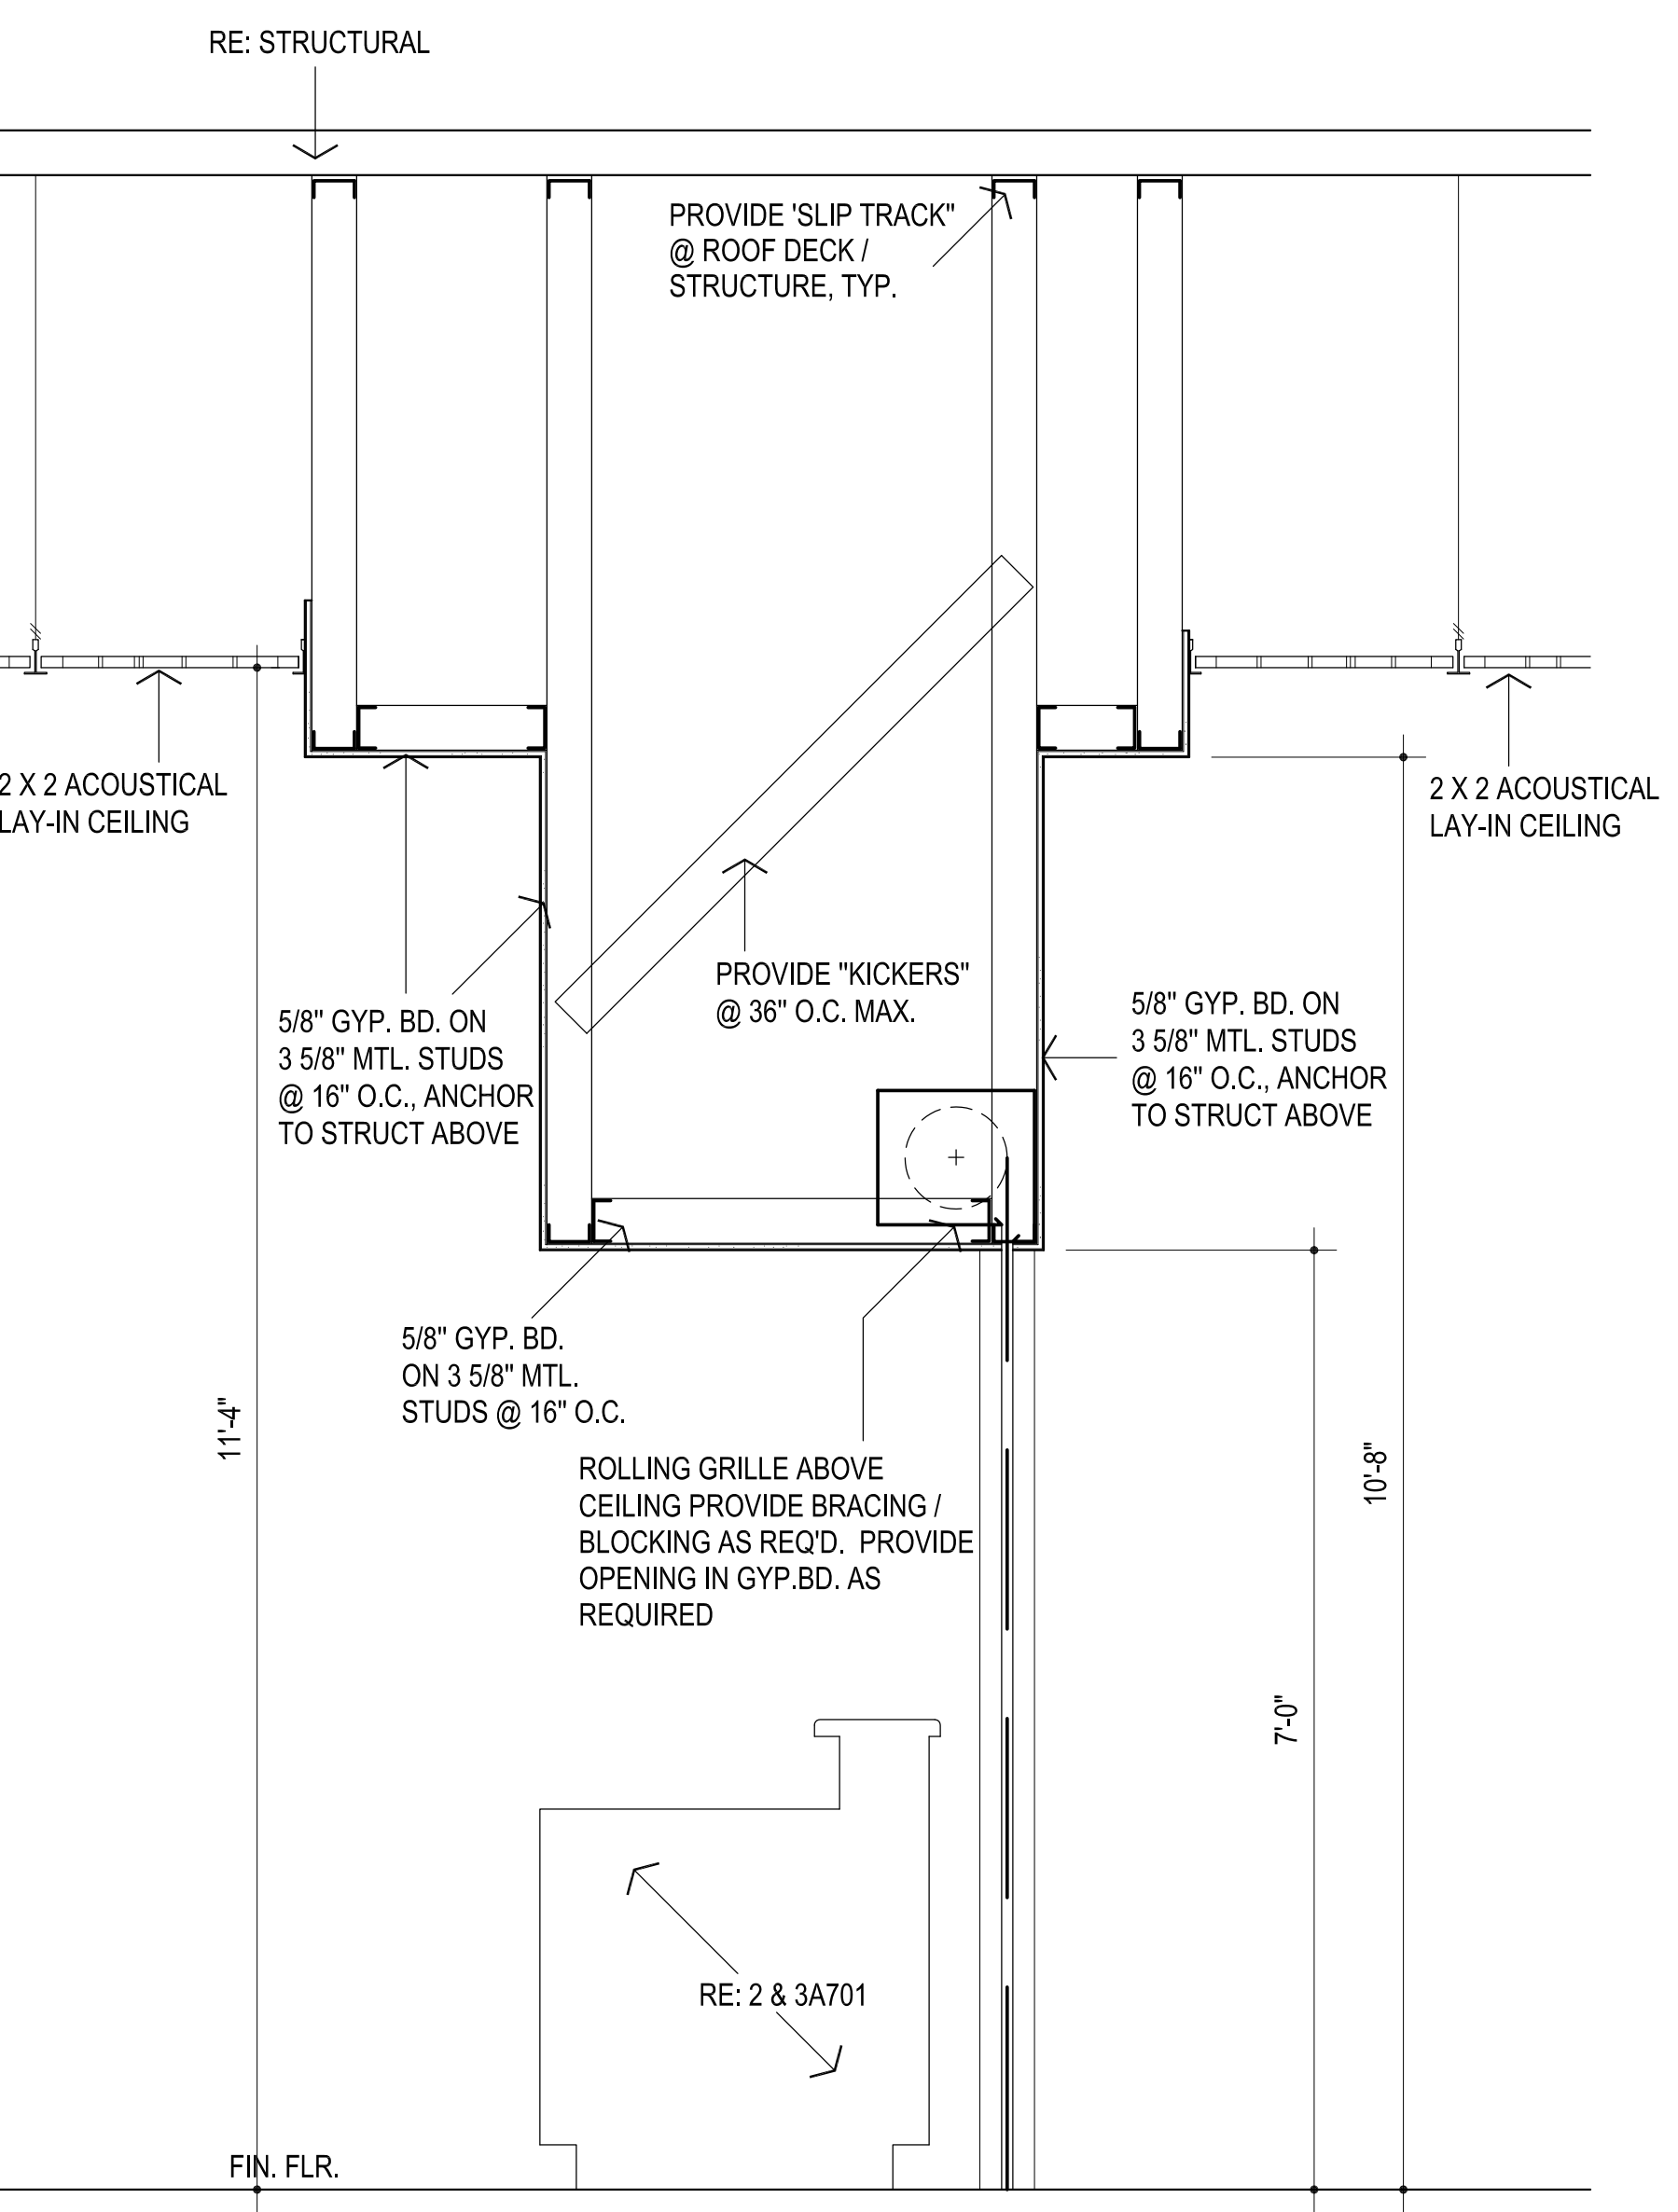 RE: STRUCTURAL
PROVIDE 'SLIP TRACK"
@ ROOF DECK /
STRUCTURE, TYP.
2 X 2 ACOUSTICAL
LAY-IN CEILING
2 X 2 ACOUSTICAL
LAY-IN CEILING
PROVIDE "KICKERS"
@ 36" O.C. MAX.
5/8" GYP. BD. ON
3 5/8" MTL. STUDS
@ 16" O.C., ANCHOR
TO STRUCT ABOVE
5/8" GYP. BD. ON
3 5/8" MTL. STUDS
@ 16" O.C., ANCHOR
TO STRUCT ABOVE
5/8" GYP. BD.
ON 3 5/8" MTL.
STUDS @ 16" O.C.
11'-4"
ROLLING GRILLE ABOVE
CEILING PROVIDE BRACING /
BLOCKING AS REQ'D.  PROVIDE
OPENING IN GYP.BD. AS
REQUIRED
10'-8"
7'-0"
RE: 2 & 3A701
FIN. FLR.